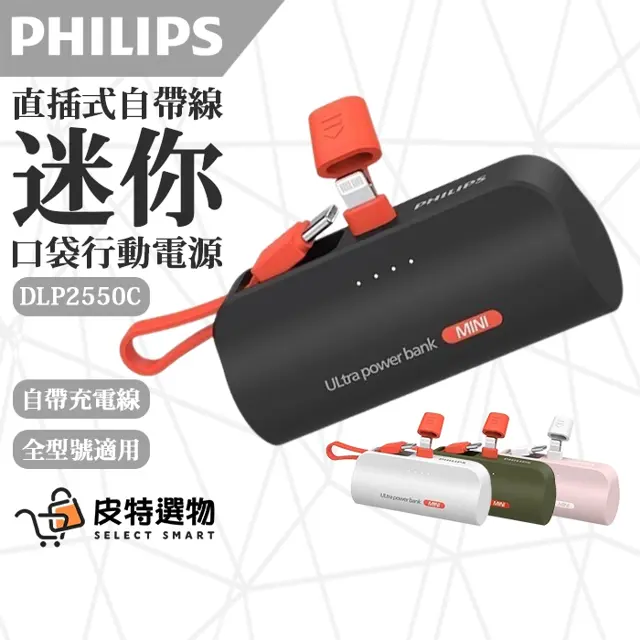 PHILIPS
直插式自帶線
迷你
口袋行動電源
DLP2550C
自帶充電線
全型號適用
皮特選物
SELECT SMART
PHILIPS
ULtra power bank MINI
ULtra power bank MINI
MINI